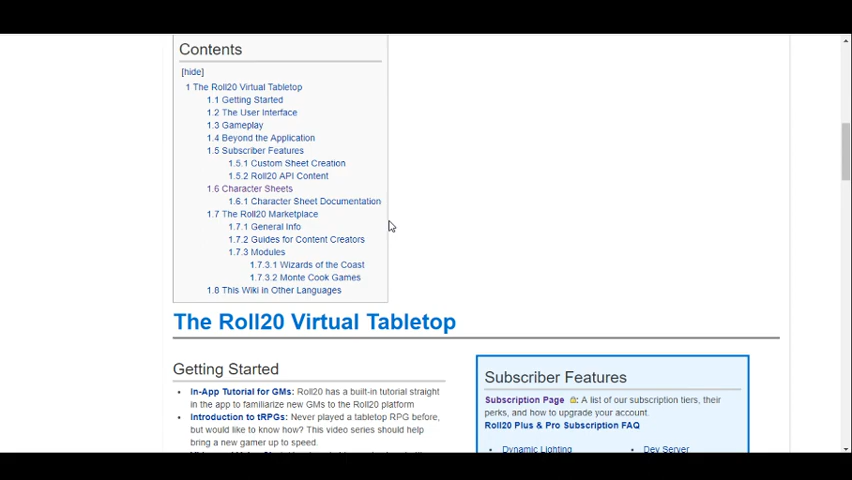 Contents
[hide]
1 The Roll20 Virtual Tabletop
1.1 Getting Started
1.2 The User Interface
1.3 Gameplay
1.4 Beyond the Application
1.5 Subscriber Features
1.5.1 Custom Sheet Creation
1.5.2 Roll20 API Content
1.6 Character Sheets
1.6.1 Character Sheet Documentation
1.7 The Roll20 Marketplace
1.7.1 General Info
1.7.2 Guides for Content Creators
1.7.3 Modules
1.7.3.1 Wizards of the Coast
1.7.3.2 Monte Cook Games
1.8 This Wiki in Other Languages
The Roll20 Virtual Tabletop
Getting Started
In-App Tutorial for GMs: Roll20 has a built-in tutorial straight
in the app to familiarize new GMs to the Roll20 platform
Introduction to tRPGs: Never played a tabletop RPG before,
but would like to know how? This video series should help
bring a new gamer up to speed.
Subscriber Features
Subscription Page : A list of our subscription tiers, their
perks, and how to upgrade your account.
Roll20 Plus & Pro Subscription FAQ
Dynamic Lighting
Dev Server